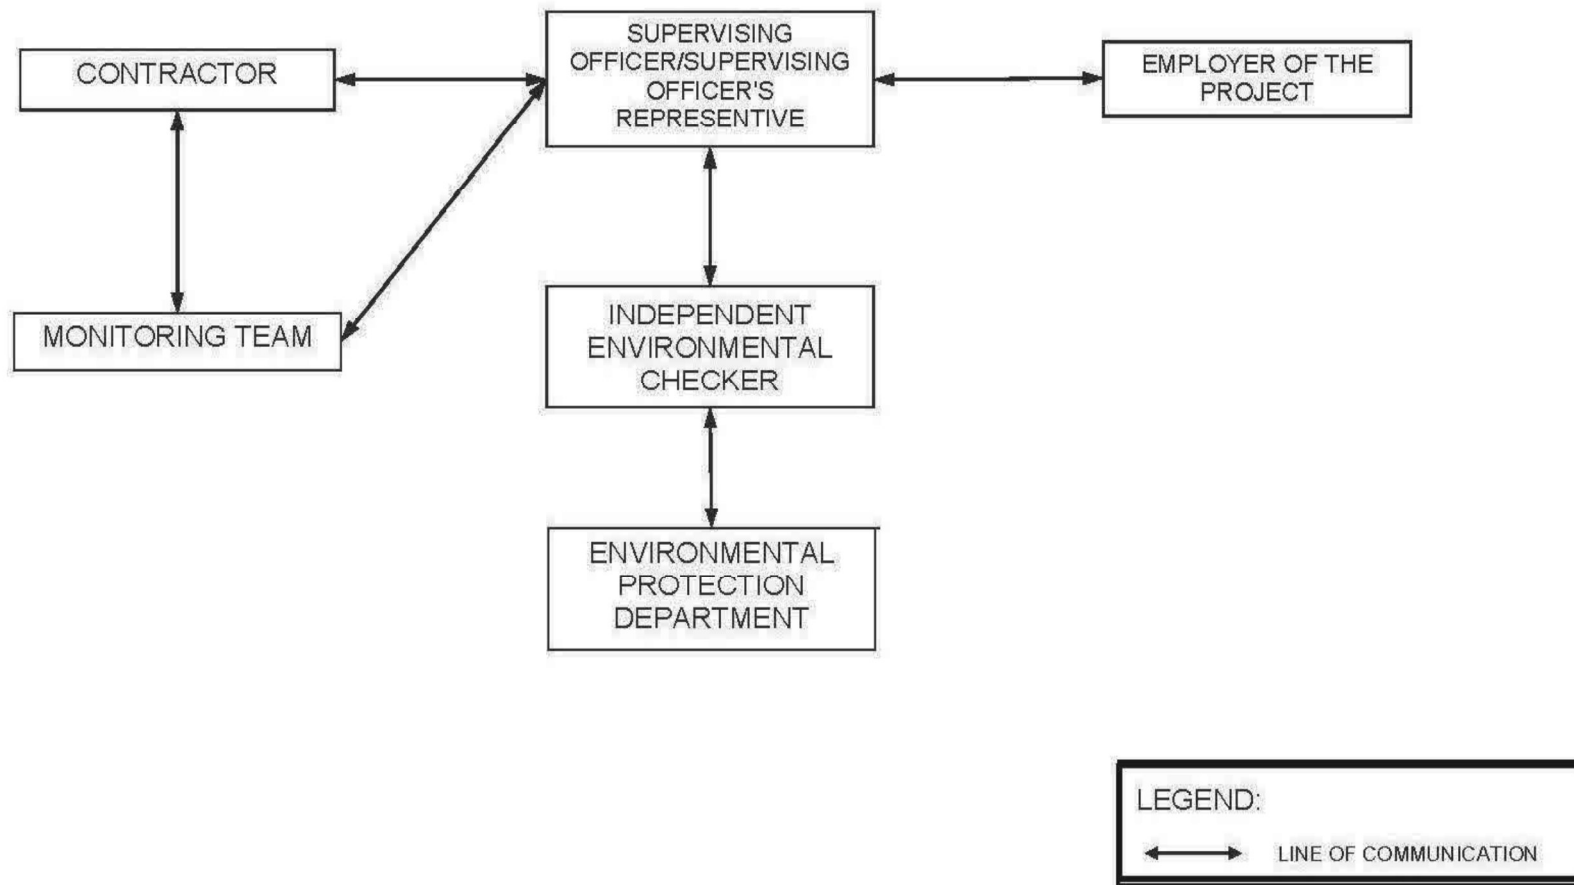 CONTRACTOR
SUPERVISING
OFFICER/SUPERVISING
OFFICER'S
REPRESENTIVE
EMPLOYER OF THE
PROJECT
MONITORING TEAM
INDEPENDENT
ENVIRONMENTAL
CHECKER
ENVIRONMENTAL
PROTECTION
DEPARTMENT
LEGEND:
LINE OF COMMUNICATION